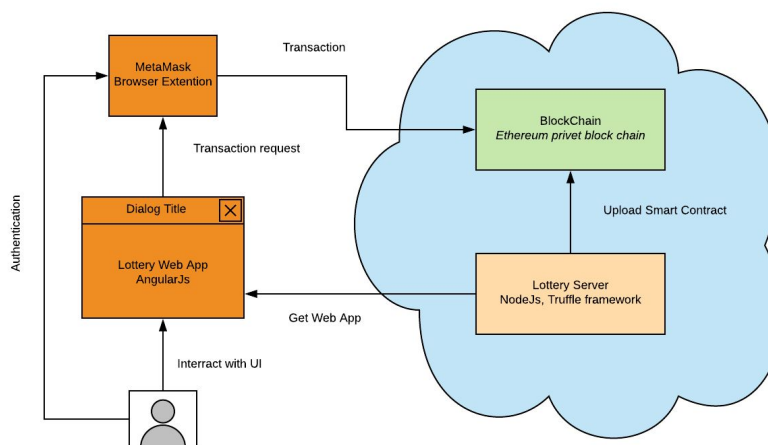 Transaction
MetaMask
Browser Extention
BlockChain
Ethereum privet block chain
Transaction request
Authentication
Dialog Title
Upload Smart Contract
Lottery Web App
AngularJs
Lottery Server
NodeJs, Truffle framework
Get Web App
Interract with UI